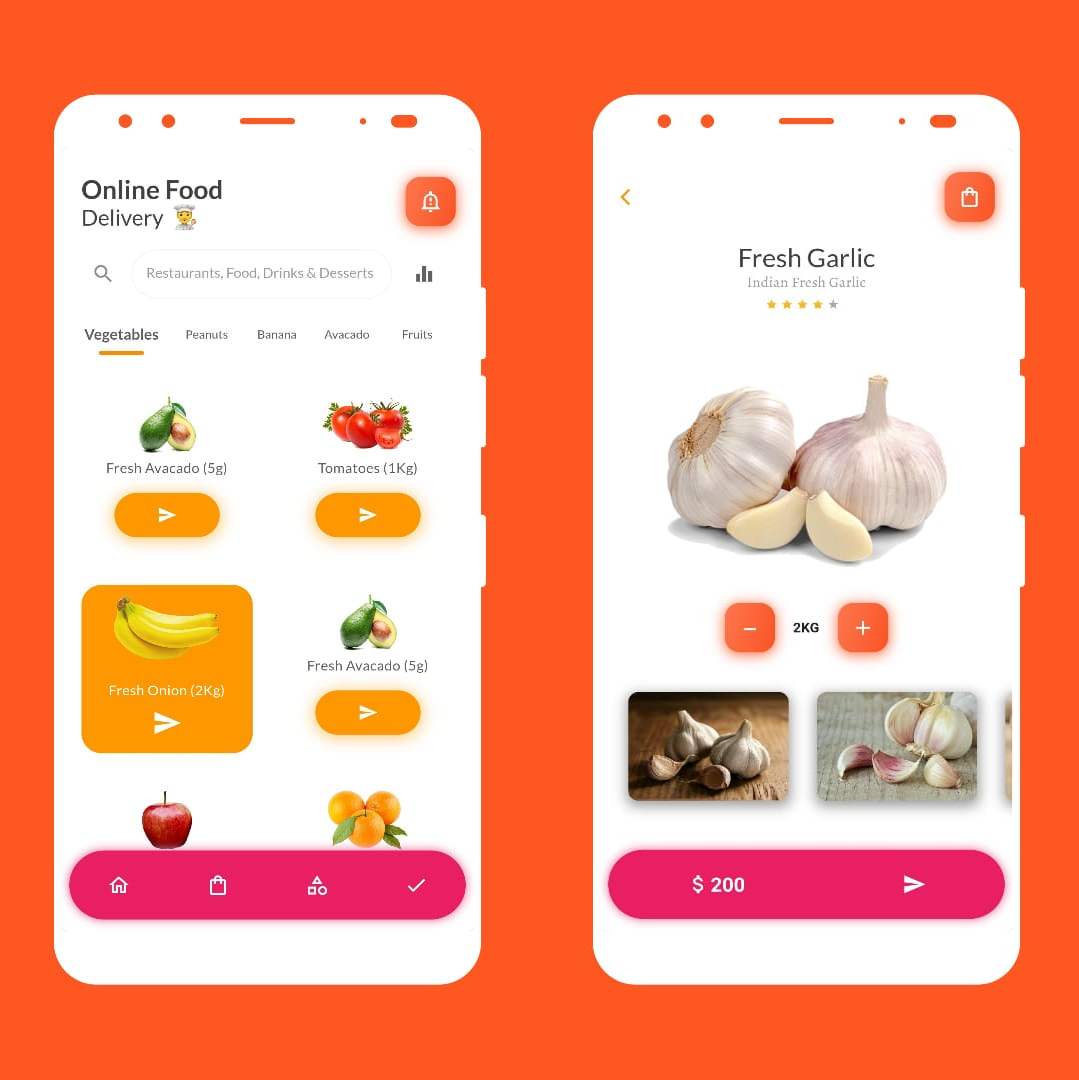 Online Food
Delivery
Restaurants, Food, Drinks & Desserts
Vegetables Peanuts Banana Avacado Fruits
Fresh Avacado (5g) Tomatoes (1Kg)
Fresh Onion (2Kg)
Fresh Avacado (5g)
Fresh Garlic
Indian Fresh Garlic
2KG
$ 200